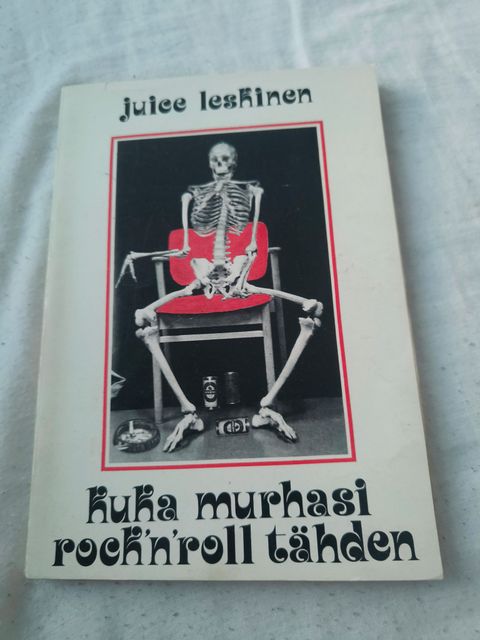 juice leskinen
kuka murhasi
rock'n'roll tähden